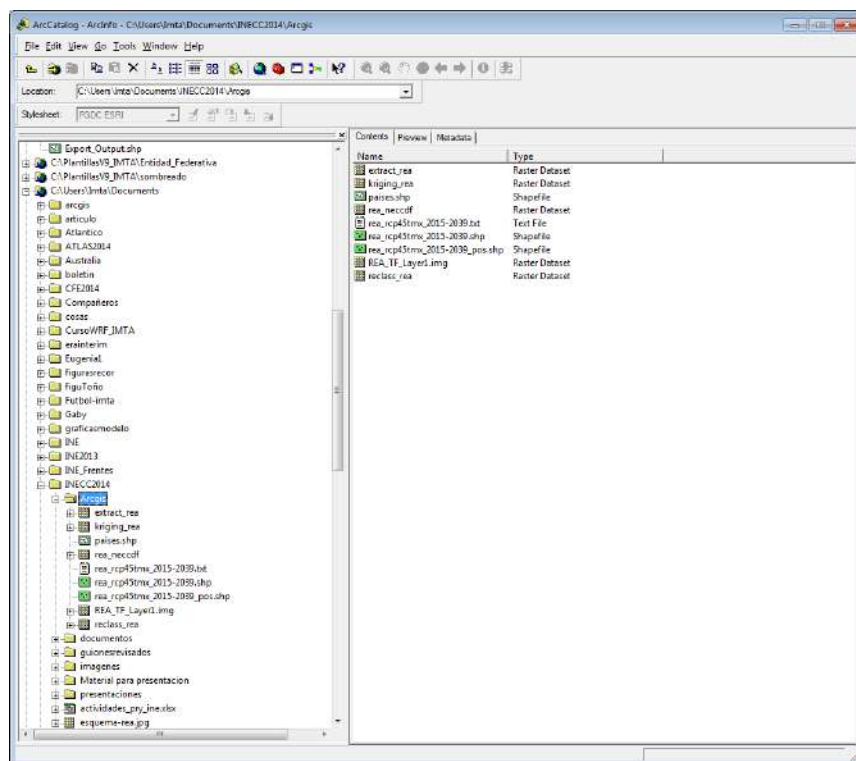 ArcCatalog - ArcInfo - C:\Users\Imta\Documents\INECC2014\Arcgis
File Edit View Go Tools Window Help
Location: C:\Users\Imta\Documents\INECC2014\Arcgis
Stylesheet: FGDC ESRI
Contents Preview Metadata
Export_Output.shp
C:\PlantillasV9_IMTA\Entidad_Federativa
C:\PlantillasV9_IMTA\sombreado
C:\Users\Imta\Documents
arcgis
articulo
Atlantico
ATLAS2014
Australia
boletin
CFE2014
Compañeros
cosas
CursoWRF_IMTA
erainterim
Eugenia1
figurasrecor
figuToño
Futbol-imta
Gaby
graficasmodelo
INE
INE2013
INE_Frentes
INECC2014
Arcgis
extract_rea
kriging_rea
paises.shp
rea_neccdf
rea_rcp45tmx_2015-2039.txt
rea_rcp45tmx_2015-2039.shp
rea_rcp45tmx_2015-2039_pos.shp
REA_TF_Layer1.img
reclass_rea
documentos
guionesrevisados
imagenes
Material para presentacion
presentaciones
actividades_pry_ine.xlsx
esquema-rea.jpg
Name Type
extract_rea Raster Dataset
kriging_rea Raster Dataset
paises.shp Shapefile
rea_neccdf Raster Dataset
rea_rcp45tmx_2015-2039.txt Text File
rea_rcp45tmx_2015-2039.shp Shapefile
rea_rcp45tmx_2015-2039_pos.shp Shapefile
REA_TF_Layer1.img Raster Dataset
reclass_rea Raster Dataset